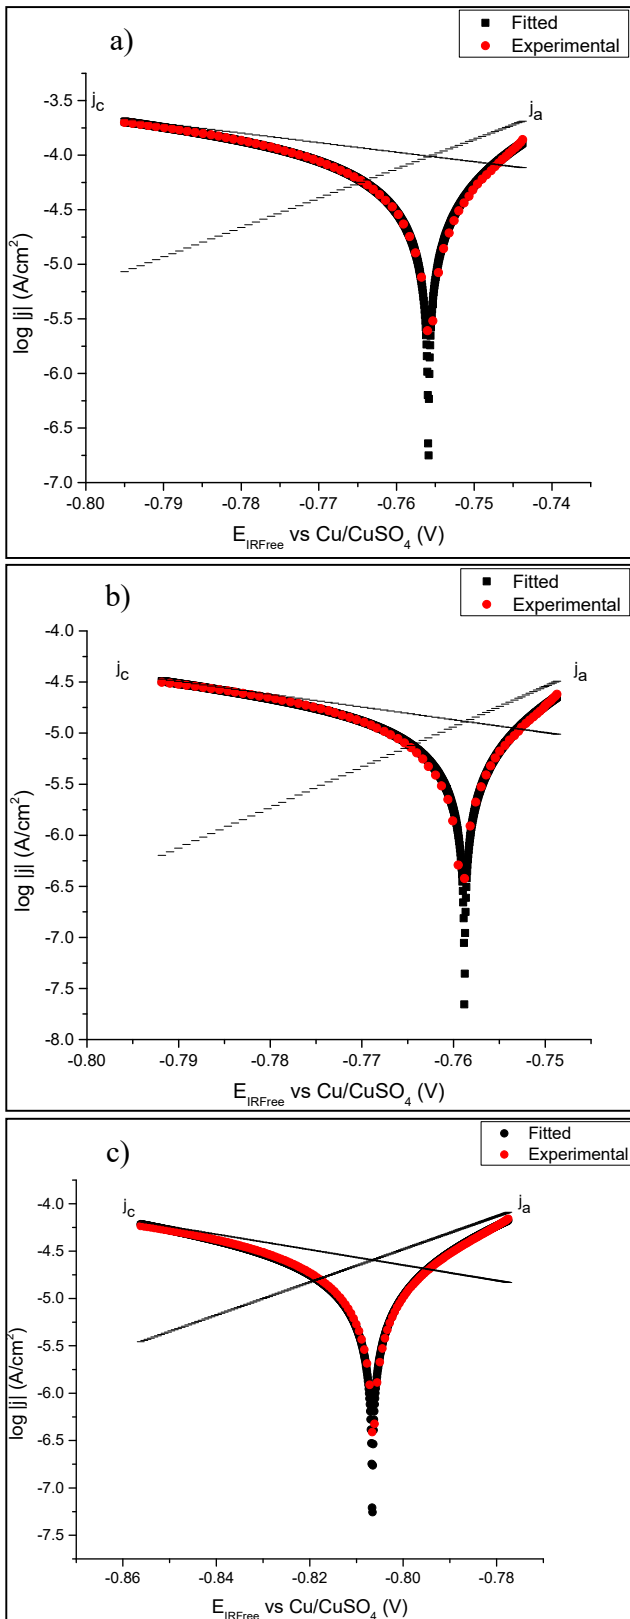 a)
Fitted
Experimental
j_c
j_a
-3.5
-4.0
-4.5
-5.0
-5.5
-6.0
-6.5
-7.0
log |j| (A/cm²)
-0.80 -0.79 -0.78 -0.77 -0.76 -0.75 -0.74
E_IRFree vs Cu/CuSO₄ (V)
b)
Fitted
Experimental
j_c
j_a
-4.0
-4.5
-5.0
-5.5
-6.0
-6.5
-7.0
-7.5
-8.0
log |j| (A/cm²)
-0.80 -0.79 -0.78 -0.77 -0.76 -0.75
E_IRFree vs Cu/CuSO₄ (V)
c)
Fitted
Experimental
j_c
j_a
-4.0
-4.5
-5.0
-5.5
-6.0
-6.5
-7.0
-7.5
log |j| (A/cm²)
-0.86 -0.84 -0.82 -0.80 -0.78
E_IRFree vs Cu/CuSO₄ (V)